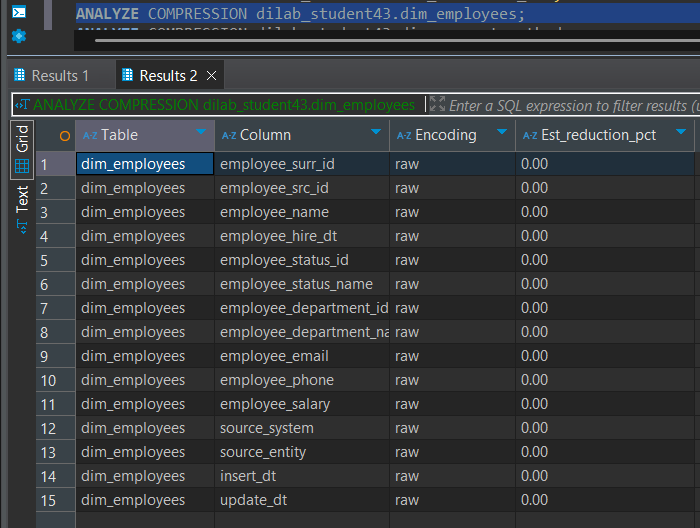 ANALYZE COMPRESSION dilab_student43.dim_employees;
Results 1 Results 2
ANALYZE COMPRESSION dilab_student43.dim_employees Enter a SQL expression to filter results (u
Grid
Text
Table Column Encoding Est_reduction_pct
1 dim_employees employee_surr_id raw 0.00
2 dim_employees employee_src_id raw 0.00
3 dim_employees employee_name raw 0.00
4 dim_employees employee_hire_dt raw 0.00
5 dim_employees employee_status_id raw 0.00
6 dim_employees employee_status_name raw 0.00
7 dim_employees employee_department_id raw 0.00
8 dim_employees employee_department_na raw 0.00
9 dim_employees employee_email raw 0.00
10 dim_employees employee_phone raw 0.00
11 dim_employees employee_salary raw 0.00
12 dim_employees source_system raw 0.00
13 dim_employees source_entity raw 0.00
14 dim_employees insert_dt raw 0.00
15 dim_employees update_dt raw 0.00